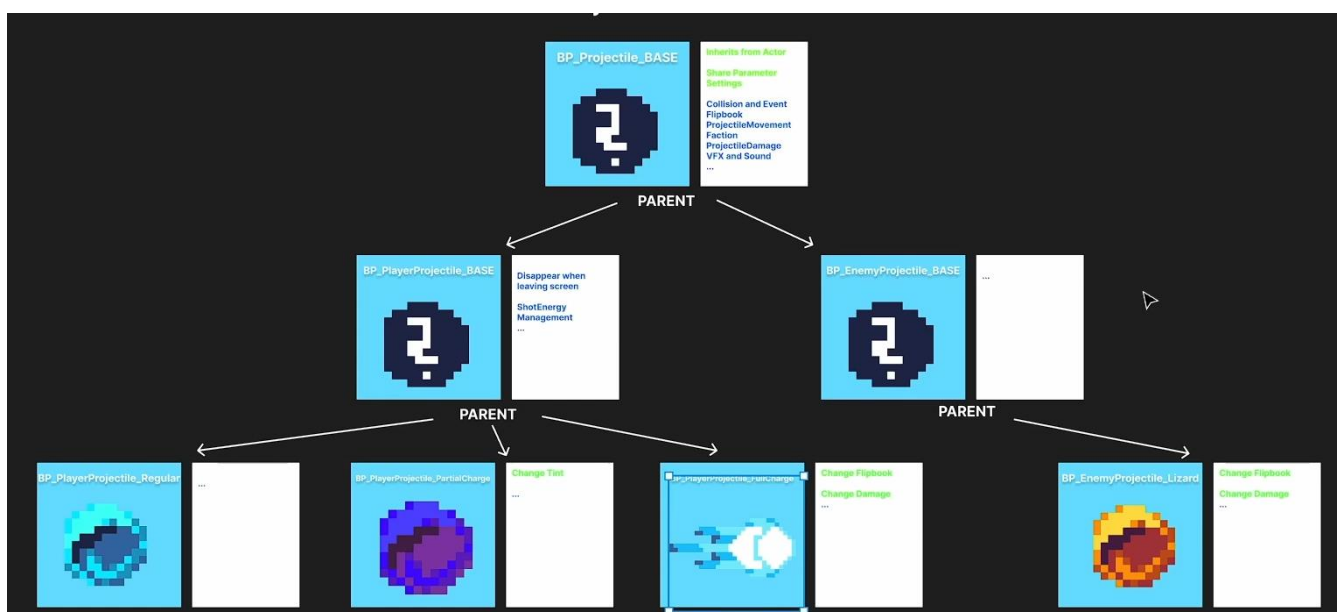 BP_Projectile_BASE
Inherits from Actor
Share Parameter
Settings
Collision and Event
Flipbook
ProjectileMovement
Faction
ProjectileDamage
VFX and Sound
...
PARENT
BP_PlayerProjectile_BASE
Disappear when
leaving screen
ShotEnergy
Management
...
BP_EnemyProjectile_BASE
...
PARENT
PARENT
BP_PlayerProjectile_Regular
...
BP_PlayerProjectile_PartialCharge
Change Tint
...
BP_PlayerProjectile_FullCharge
Change Flipbook
Change Damage
...
BP_EnemyProjectile_Lizard
Change Flipbook
Change Damage
...